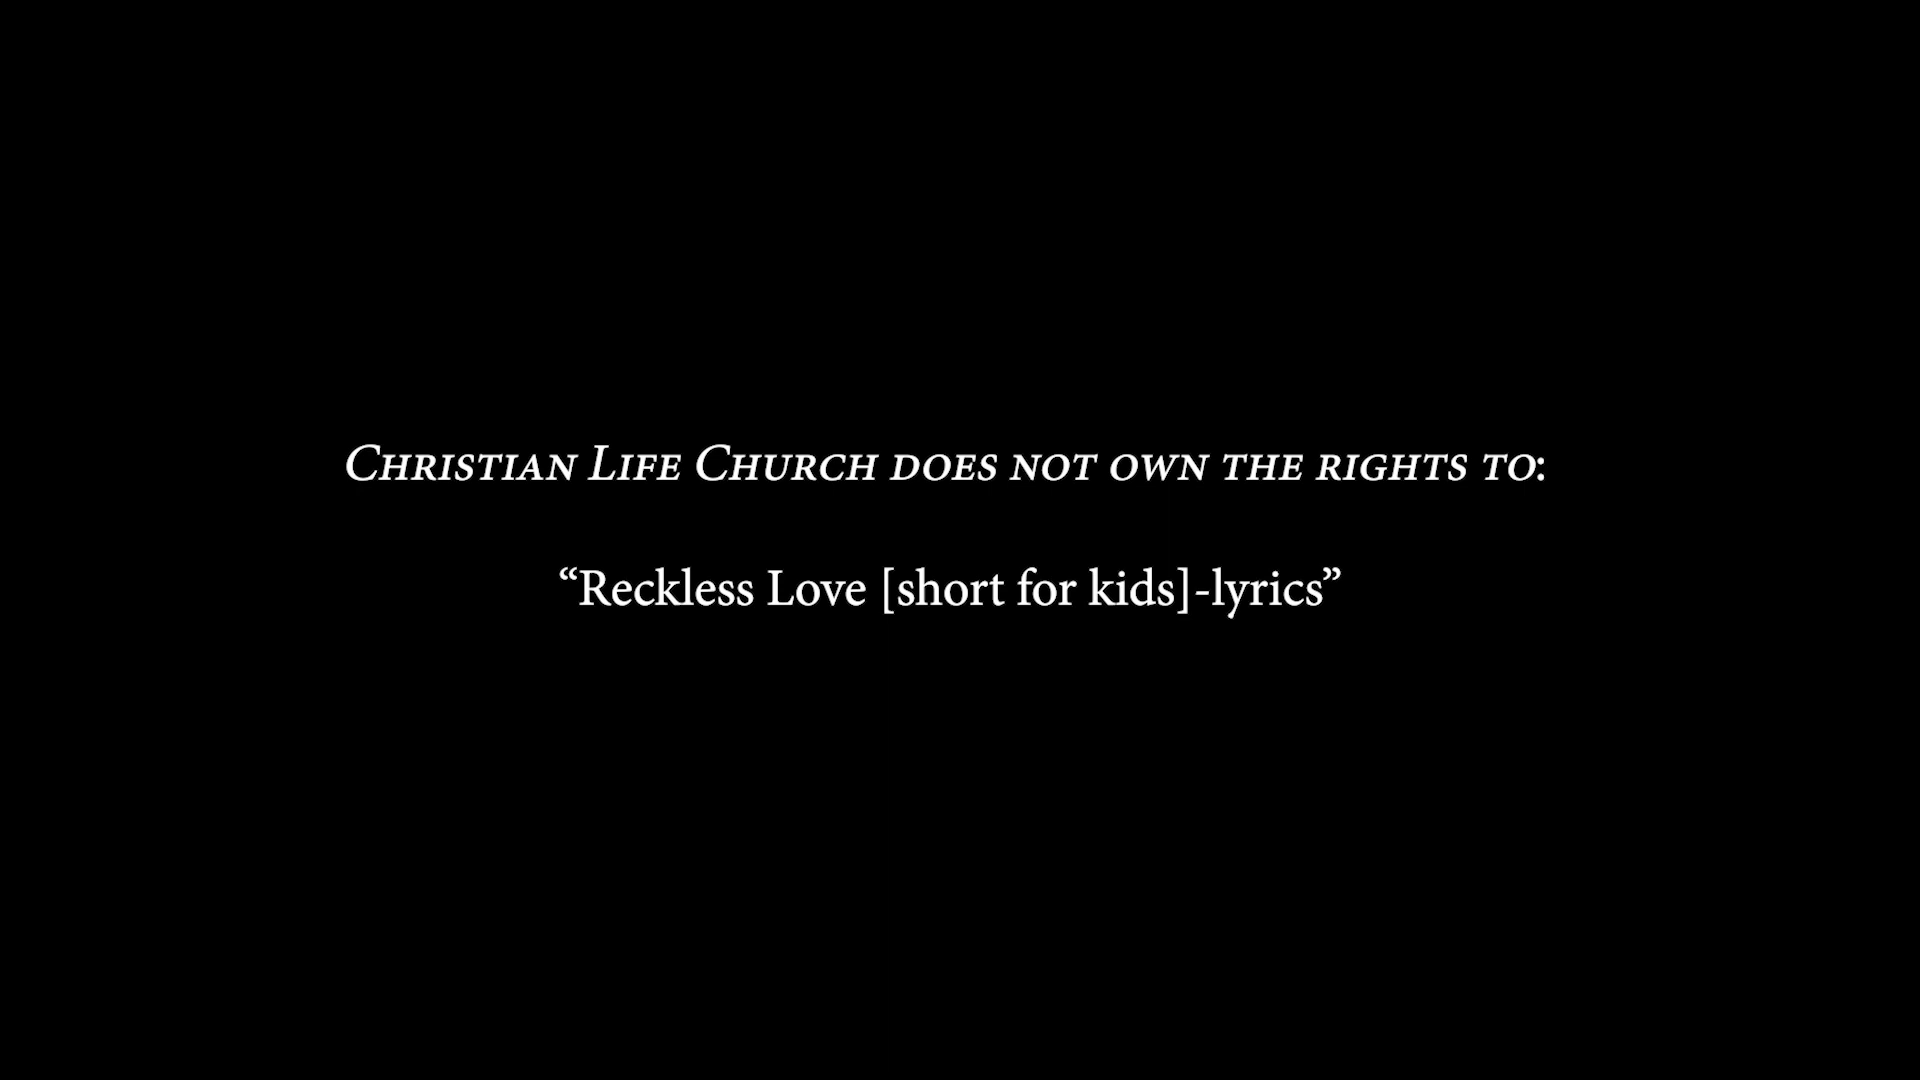 Christian Life Church does not own the rights to:
“Reckless Love [short for kids]-lyrics”